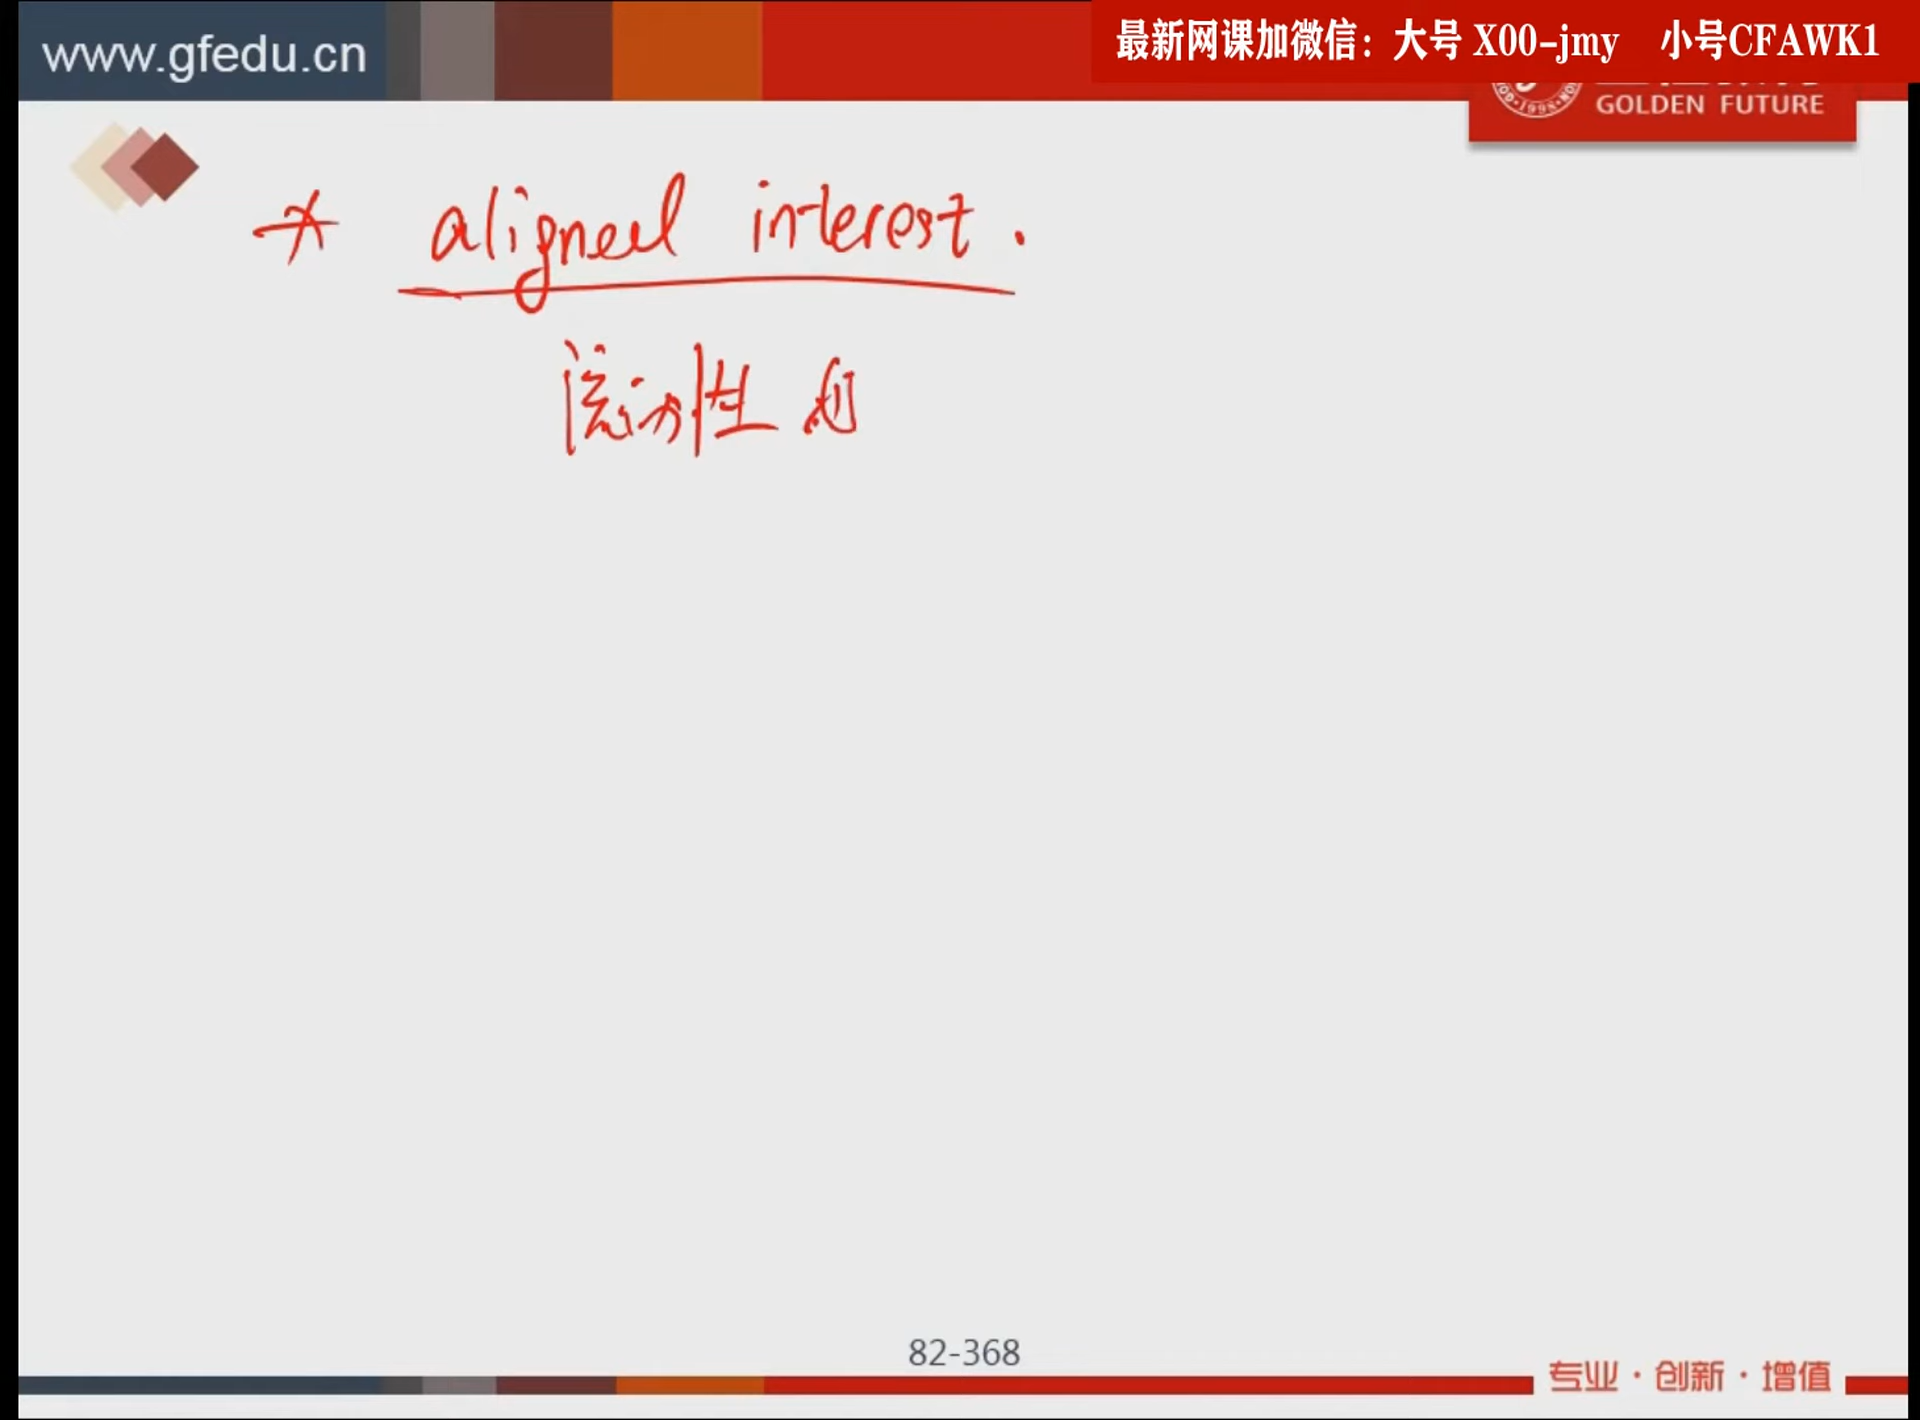 www.gfedu.cn
最新网课加微信：大号 X00-jmy 小号CFAWK1
GOLDEN FUTURE
* aligned interest.
流动性
82-368
专业·创新·增值